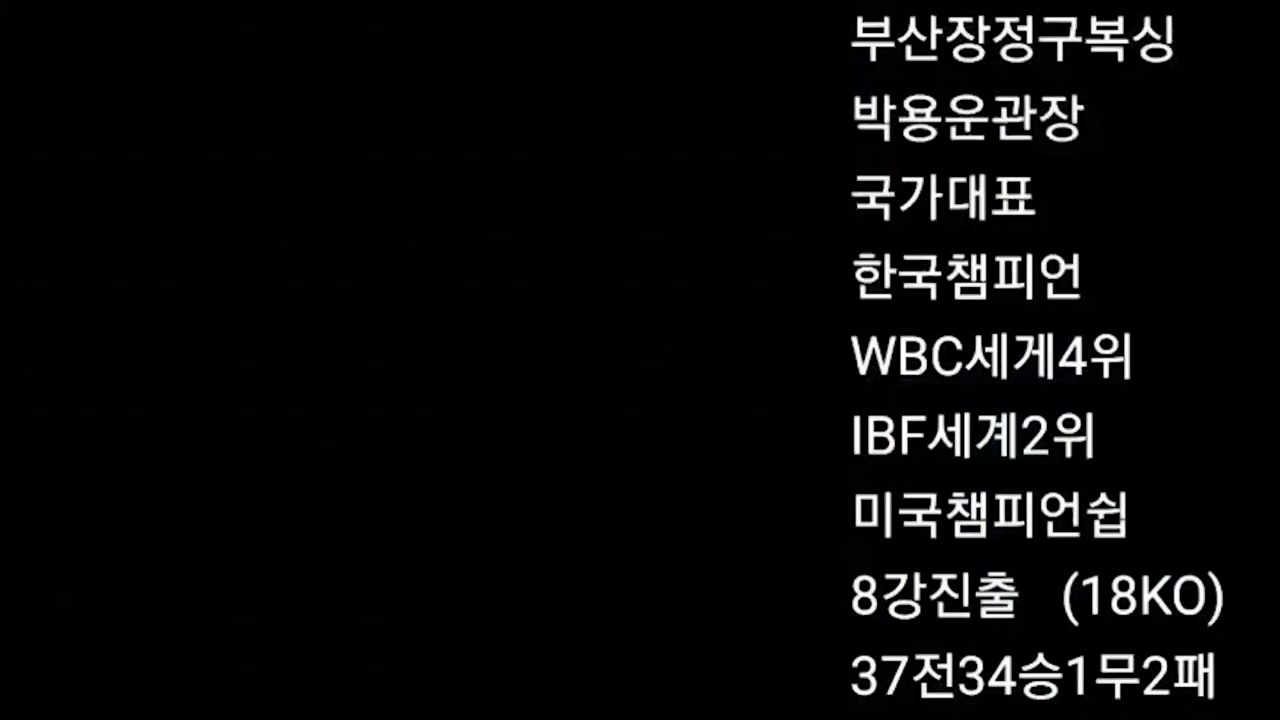 부산장정구복싱
박용운관장
국가대표
한국챔피언
WBC세게4위
IBF세계2위
미국챔피언쉽
8강진출 (18KO)
37전34승1무2패